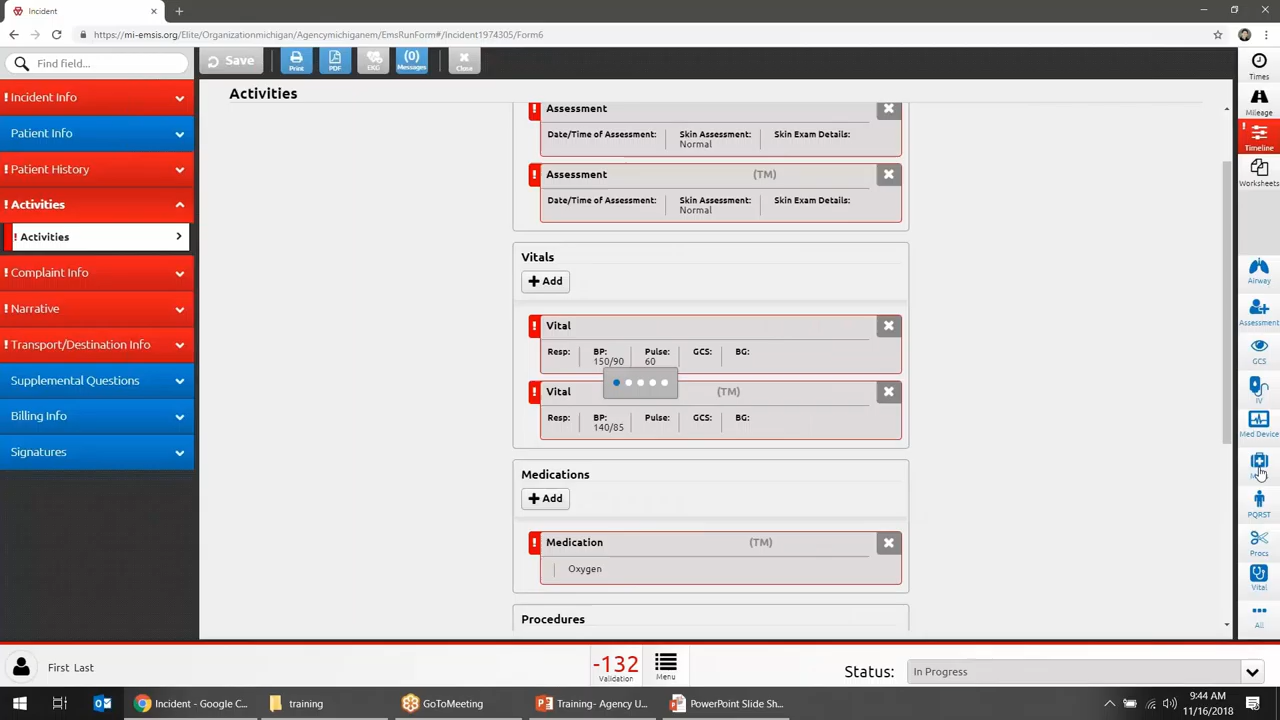 Incident
https://mi-emsis.org/Elite/Organizationmichigan/Agencymichiganem/EmsRunForm#/Incident1974305/Form6
Find field...
Save
Print
PDF
EKG
(0)
Messages
Close
Times
Mileage
! Timeline
Worksheets
Airway
Assessment
GCS
IV
Med Device
PQRST
Procs
Vital
All
! Incident Info
Patient Info
! Patient History
! Activities
! Activities
! Complaint Info
! Narrative
! Transport/Destination Info
Supplemental Questions
Billing Info
Signatures
Activities
! Assessment
Date/Time of Assessment: Skin Assessment: Skin Exam Details:
Normal
! Assessment (TM)
Date/Time of Assessment: Skin Assessment: Skin Exam Details:
Normal
Vitals
+ Add
! Vital
Resp: BP: Pulse: GCS: BG:
150/90 60
! Vital (TM)
Resp: BP: Pulse: GCS: BG:
140/85
Medications
+ Add
! Medication (TM)
Oxygen
Procedures
First Last
-132
Validation
Menu
Status: In Progress
Incident - Google C...
training
GoToMeeting
Training- Agency U...
PowerPoint Slide Sh...
9:44 AM
11/16/2018